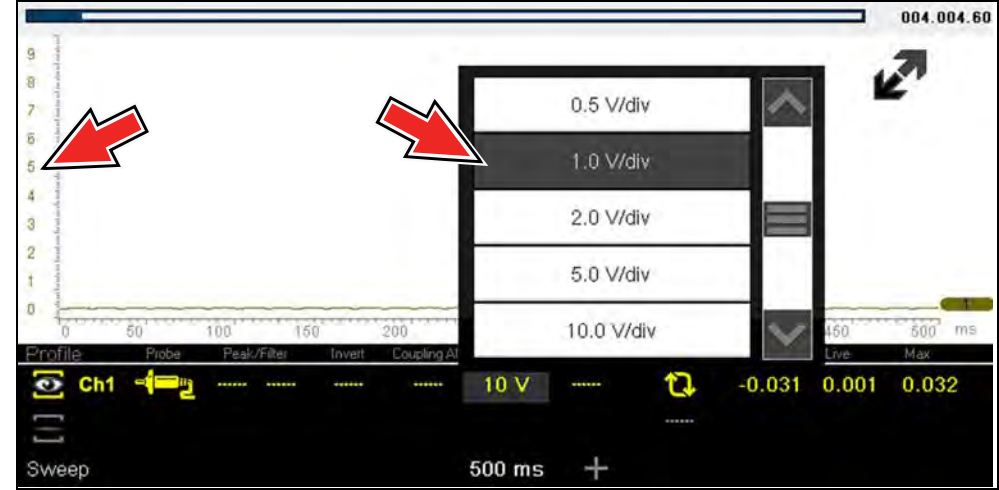 004.004.60
9
8
7
6
5
4
3
2
1
0
0.5 V/div
1.0 V/div
2.0 V/div
5.0 V/div
10.0 V/div
1
0 50 100 150 200 450 500 ms
Profile Probe Peak/Filter Invert Coupling Live Max
Ch1 ------ ------ ------ ------ 10 V ------ -0.031 0.001 0.032
------
Sweep 500 ms +